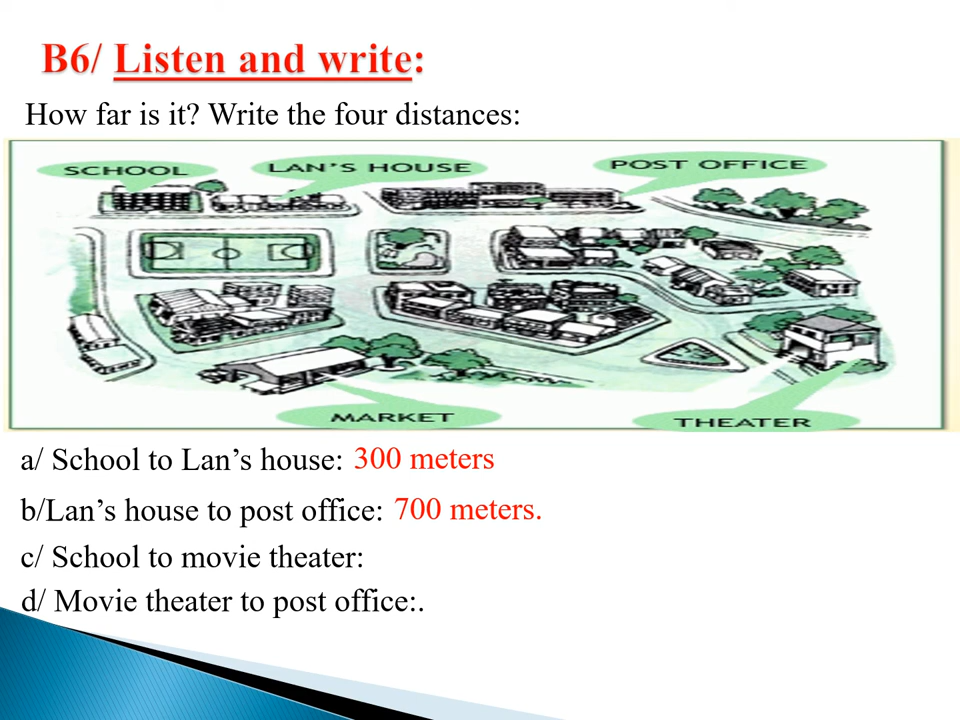 B6/ Listen and write:
How far is it? Write the four distances:
SCHOOL
LAN'S HOUSE
POST OFFICE
MARKET
THEATER
a/ School to Lan’s house: 300 meters
b/Lan’s house to post office: 700 meters.
c/ School to movie theater:
d/ Movie theater to post office:.